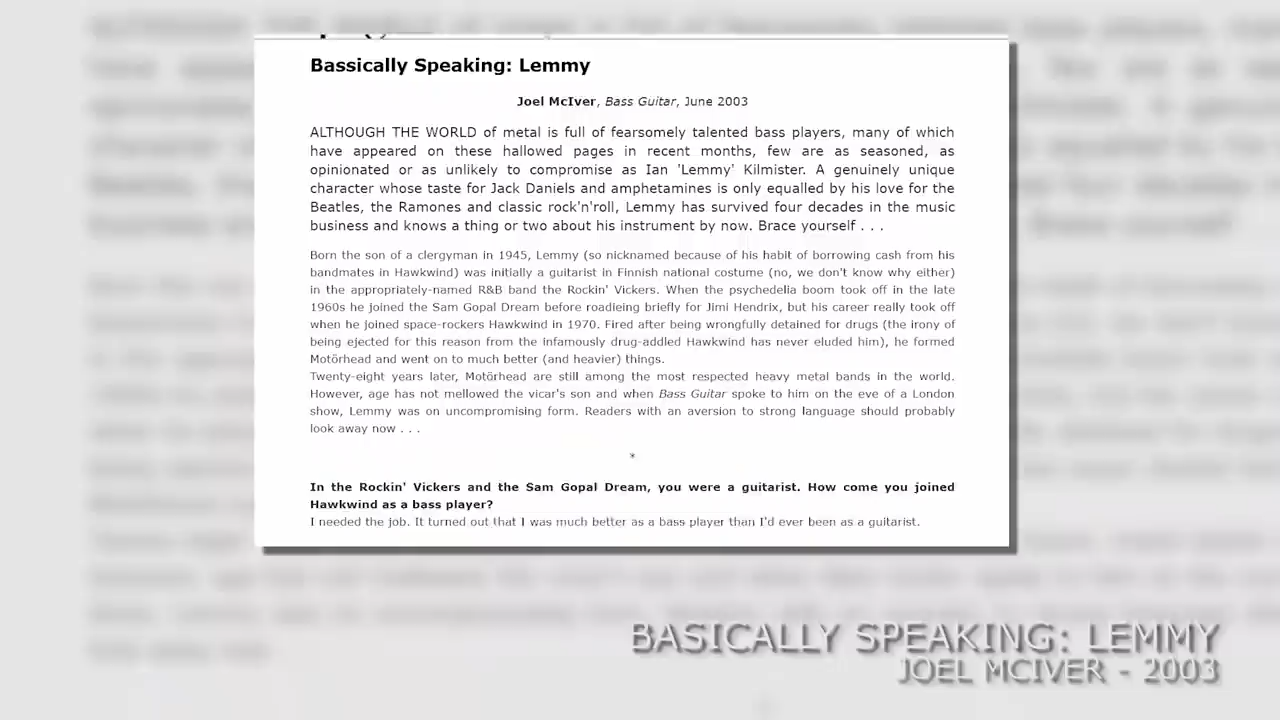 Bassically Speaking: Lemmy
Joel McIver, Bass Guitar, June 2003
ALTHOUGH THE WORLD of metal is full of fearsomely talented bass players, many of which
have appeared on these hallowed pages in recent months, few are as seasoned, as
opinionated or as unlikely to compromise as Ian 'Lemmy' Kilmister. A genuinely unique
character whose taste for Jack Daniels and amphetamines is only equalled by his love for the
Beatles, the Ramones and classic rock'n'roll, Lemmy has survived four decades in the music
business and knows a thing or two about his instrument by now. Brace yourself . . .
Born the son of a clergyman in 1945, Lemmy (so nicknamed because of his habit of borrowing cash from his
bandmates in Hawkwind) was initially a guitarist in Finnish national costume (no, we don't know why either)
in the appropriately-named R&B band the Rockin' Vickers. When the psychedelia boom took off in the late
1960s he joined the Sam Gopal Dream before roadieing briefly for Jimi Hendrix, but his career really took off
when he joined space-rockers Hawkwind in 1970. Fired after being wrongfully detained for drugs (the irony of
being ejected for this reason from the infamously drug-addled Hawkwind has never eluded him), he formed
Motörhead and went on to much better (and heavier) things.
Twenty-eight years later, Motörhead are still among the most respected heavy metal bands in the world.
However, age has not mellowed the vicar's son and when Bass Guitar spoke to him on the eve of a London
show, Lemmy was on uncompromising form. Readers with an aversion to strong language should probably
look away now . . .
*
In the Rockin' Vickers and the Sam Gopal Dream, you were a guitarist. How come you joined
Hawkwind as a bass player?
I needed the job. It turned out that I was much better as a bass player than I'd ever been as a guitarist.
BASICALLY SPEAKING: LEMMY
JOEL MCIVER - 2003